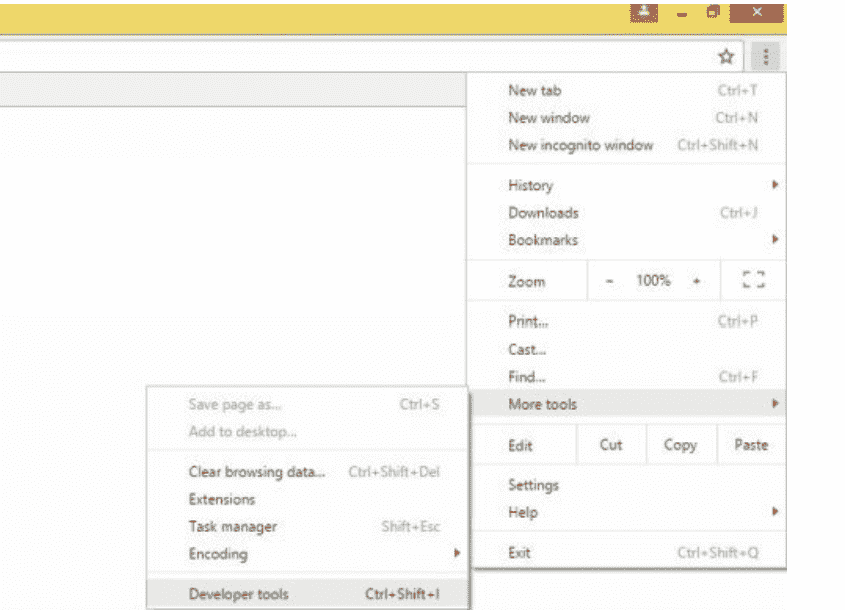 New tab Ctrl+T
New window Ctrl+N
New incognito window Ctrl+Shift+N
History
Downloads Ctrl+J
Bookmarks
Zoom - 100% +
Print... Ctrl+P
Cast...
Find... Ctrl+F
More tools
Edit Cut Copy Paste
Settings
Help
Exit Ctrl+Shift+Q
Save page as... Ctrl+S
Add to desktop...
Clear browsing data... Ctrl+Shift+Del
Extensions
Task manager Shift+Esc
Encoding
Developer tools Ctrl+Shift+I